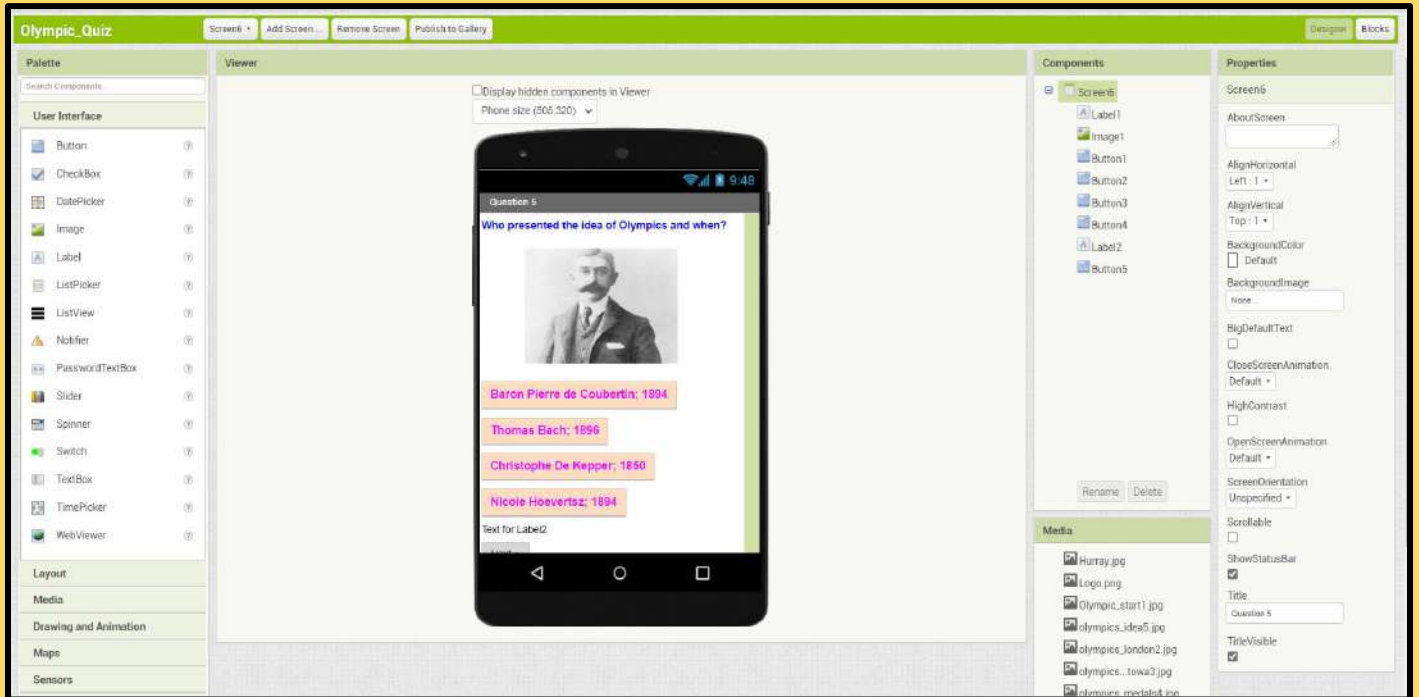 Olympic_Quiz
Screen6 Add Screen... Remove Screen Publish to Gallery
Designer Blocks
Palette
Search Components...
User Interface
Button
CheckBox
DatePicker
Image
Label
ListPicker
ListView
Notifier
PasswordTextBox
Slider
Spinner
Switch
TextBox
TimePicker
WebViewer
Layout
Media
Drawing and Animation
Maps
Sensors
Viewer
Display hidden components in Viewer
Phone size (505,320)
9:48
Question 5
Who presented the idea of Olympics and when?
Baron Pierre de Coubertin; 1894
Thomas Bach; 1896
Christophe De Kepper; 1850
Nicole Hoevertsz; 1894
Text for Label2
Components
Screen6
Label1
Image1
Button1
Button2
Button3
Button4
Label2
Button5
Rename Delete
Media
Hurray.jpg
Logo.png
Olympic_start1.jpg
olympics_idea5.jpg
olympics_london2.jpg
olympics...towa3.jpg
olympics_medals4.jpg
Properties
Screen6
AboutScreen
AlignHorizontal
Left : 1
AlignVertical
Top : 1
BackgroundColor
Default
BackgroundImage
None...
BigDefaultText
CloseScreenAnimation
Default
HighContrast
OpenScreenAnimation
Default
ScreenOrientation
Unspecified
Scrollable
ShowStatusBar
Title
Question 5
TitleVisible